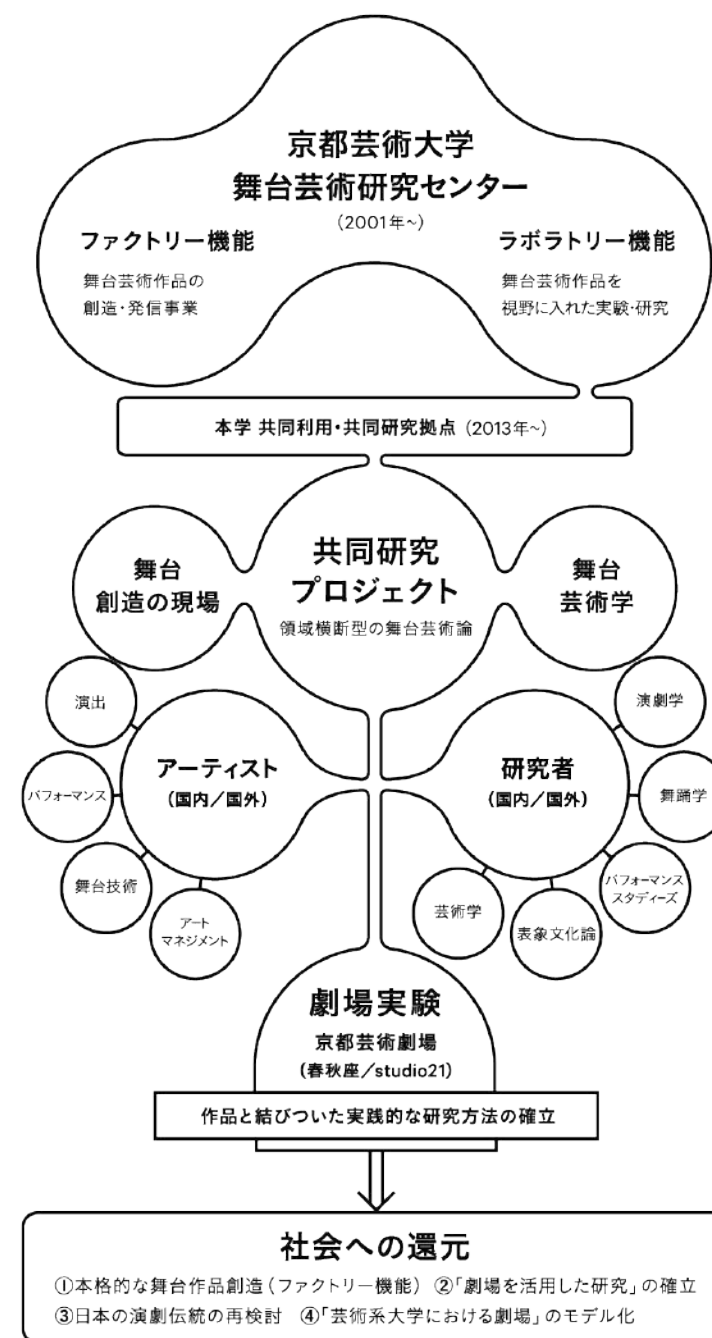 京都芸術大学
舞台芸術研究センター
(2001年~)
ファクトリー機能
舞台芸術作品の
創造・発信事業
ラボラトリー機能
舞台芸術作品を
視野に入れた実験・研究
本学 共同利用・共同研究拠点 (2013年~)
舞台
創造の現場
共同研究
プロジェクト
領域横断型の舞台芸術論
舞台
芸術学
演出
パフォーマンス
舞台技術
アート
マネジメント
アーティスト
(国内/国外)
研究者
(国内/国外)
演劇学
舞踊学
パフォーマンス
スタディーズ
表象文化論
芸術学
劇場実験
京都芸術劇場
(春秋座/studio21)
作品と結びついた実践的な研究方法の確立
社会への還元
①本格的な舞台作品創造(ファクトリー機能) ②「劇場を活用した研究」の確立
③日本の演劇伝統の再検討 ④「芸術系大学における劇場」のモデル化